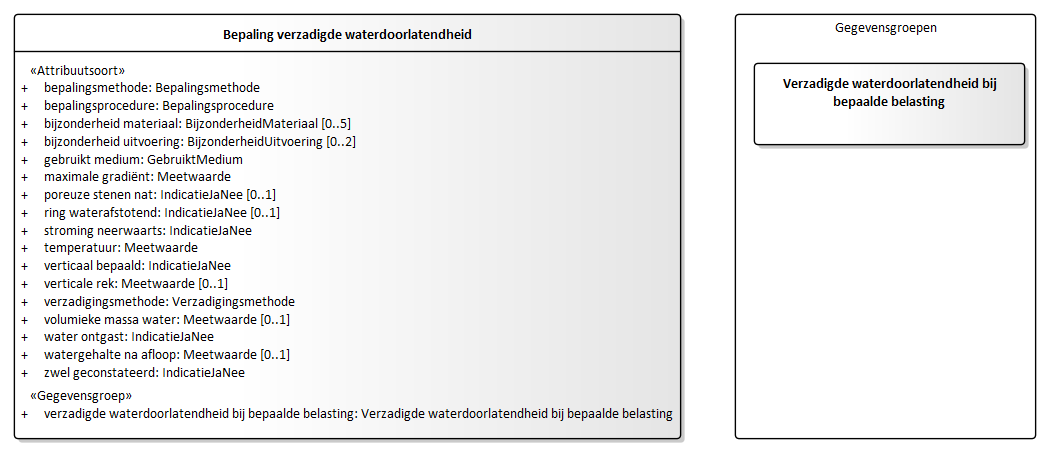 Bepaling verzadigde waterdoorlatendheid
«Attribuutsoort»
+ bepalingsmethode: Bepalingsmethode
+ bepalingsprocedure: Bepalingsprocedure
+ bijzonderheid materiaal: BijzonderheidMateriaal [0..5]
+ bijzonderheid uitvoering: BijzonderheidUitvoering [0..2]
+ gebruikt medium: GebruiktMedium
+ maximale gradiënt: Meetwaarde
+ poreuze stenen nat: IndicatieJaNee [0..1]
+ ring waterafstotend: IndicatieJaNee [0..1]
+ stroming neerwaarts: IndicatieJaNee
+ temperatuur: Meetwaarde
+ verticaal bepaald: IndicatieJaNee
+ verticale rek: Meetwaarde [0..1]
+ verzadigingsmethode: Verzadigingsmethode
+ volumieke massa water: Meetwaarde [0..1]
+ water ontgast: IndicatieJaNee
+ watergehalte na afloop: Meetwaarde [0..1]
+ zwel geconstateerd: IndicatieJaNee
«Gegevensgroep»
+ verzadigde waterdoorlatendheid bij bepaalde belasting: Verzadigde waterdoorlatendheid bij bepaalde belasting
Gegevensgroepen
Verzadigde waterdoorlatendheid bij
bepaalde belasting